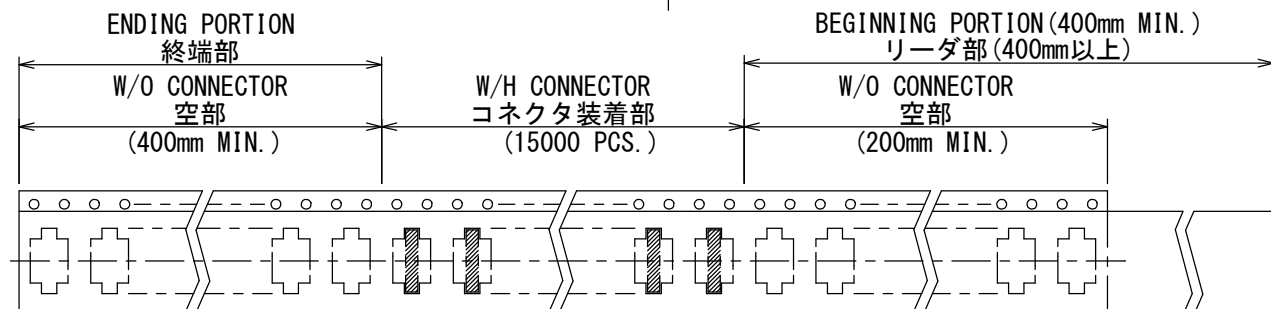 ENDING PORTION
終端部
BEGINNING PORTION(400mm MIN.)
リーダ部(400mm以上)
W/O CONNECTOR
空部
(400mm MIN.)
W/H CONNECTOR
コネクタ装着部
(15000 PCS.)
W/O CONNECTOR
空部
(200mm MIN.)